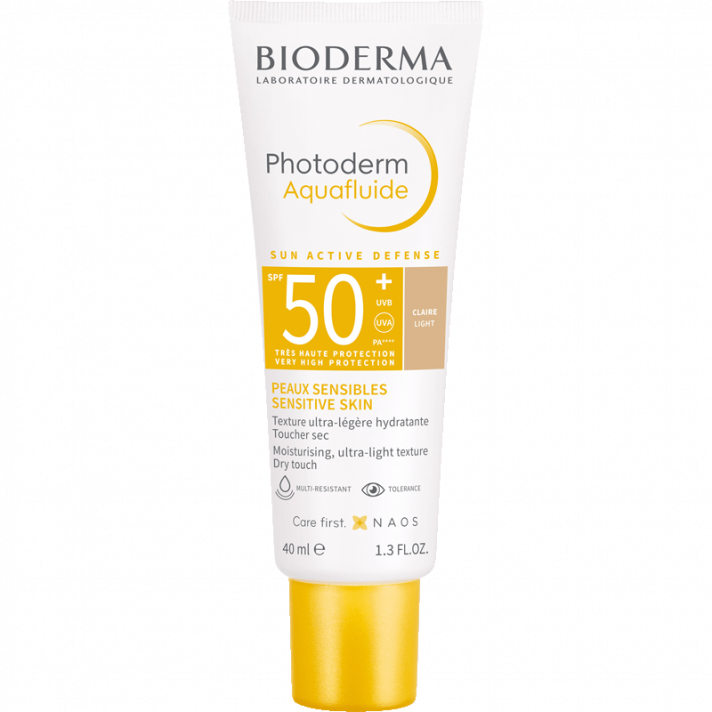 BIODERMA
LABORATOIRE DERMATOLOGIQUE
Photoderm
Aquafluide
SUN ACTIVE DEFENSE
SPF 50+
UVB
UVA
PA****
CLAIRE
LIGHT
TRÈS HAUTE PROTECTION
VERY HIGH PROTECTION
PEAUX SENSIBLES
SENSITIVE SKIN
Texture ultra-légère hydratante
Toucher sec
Moisturising, ultra-light texture
Dry touch
MULTI-RESISTANT TOLERANCE
Care first. NAOS
40 ml ℮ 1.3 FL.OZ.